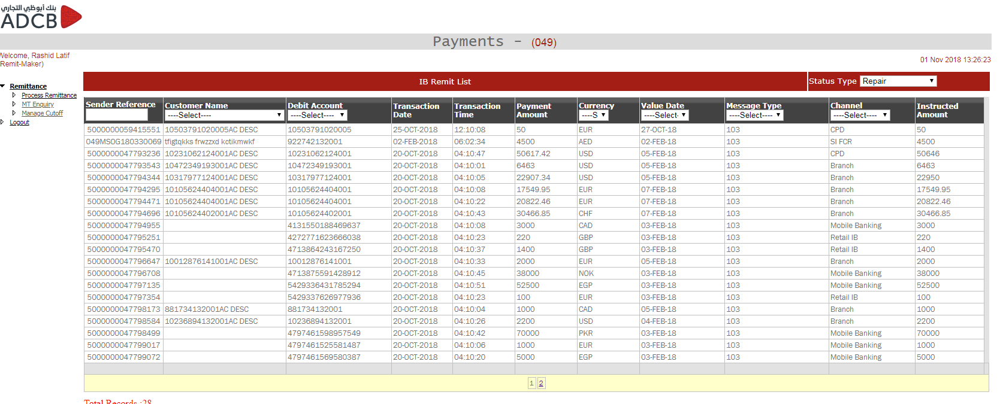 بنك أبوظبي التجاري
ADCB
Payments - (049)
Welcome, Rashid Latif
Remit-Maker)
01 Nov 2018 13:26:23
Remittance
Process Remittance
MT Enquiry
Manage Cutoff
Logout
IB Remit List
Status Type Repair
Sender Reference Customer Name ----Select---- Debit Account ----Select---- Transaction Date Transaction Time Payment Amount Currency ----S Value Date ----Select- Message Type ----Select---- Channel ----Select---- Instructed Amount
5000000059415551 10503791020005AC DESC 10503791020005 25-OCT-2018 12:10:08 50 EUR 27-OCT-18 103 CPD 50
049MSOG180330069 tfigtqkks frwzzxd kotikmwkf 922742132001 02-FEB-2018 06:02:34 4500 AED 02-FEB-18 103 SI FCR 4500
5000000047793236 10231062124001AC DESC 10231062124001 20-OCT-2018 04:10:47 50617.42 USD 05-FEB-18 103 CPD 50646
5000000047793543 10472349193001AC DESC 10472349193001 20-OCT-2018 04:10:01 6463 USD 05-FEB-18 103 Branch 6463
5000000047794344 10317977124001AC DESC 10317977124001 20-OCT-2018 04:10:05 22907.34 USD 05-FEB-18 103 Branch 22950
5000000047794295 10105624404001AC DESC 10105624404001 20-OCT-2018 04:10:08 17549.95 EUR 07-FEB-18 103 Branch 17549.95
5000000047794471 10105624404001AC DESC 10105624404001 20-OCT-2018 04:10:22 20822.46 EUR 07-FEB-18 103 Branch 20822.46
5000000047794696 10105624402001AC DESC 10105624402001 20-OCT-2018 04:10:43 30466.85 CHF 07-FEB-18 103 Branch 30466.85
5000000047794955 4131550188469637 20-OCT-2018 04:10:08 3000 CAD 03-FEB-18 103 Mobile Banking 3000
5000000047795251 4272771623666038 20-OCT-2018 04:10:23 220 GBP 03-FEB-18 103 Retail IB 220
5000000047795470 4713864243167250 20-OCT-2018 04:10:37 1400 GBP 03-FEB-18 103 Retail IB 1400
5000000047796647 10012876141001AC DESC 10012876141001 20-OCT-2018 04:10:33 2000 EUR 05-FEB-18 103 Branch 2000
5000000047796708 4713875591428912 20-OCT-2018 04:10:45 38000 NOK 03-FEB-18 103 Mobile Banking 38000
5000000047797135 5429336431785294 20-OCT-2018 04:10:51 52500 EGP 03-FEB-18 103 Mobile Banking 52500
5000000047797354 5429337626977936 20-OCT-2018 04:10:23 100 EUR 03-FEB-18 103 Retail IB 100
5000000047798173 881734132001AC DESC 881734132001 20-OCT-2018 04:10:04 1000 CAD 05-FEB-18 103 Branch 1000
5000000047798584 10236894132001AC DESC 10236894132001 20-OCT-2018 04:10:26 2200 USD 04-FEB-18 103 Branch 2200
5000000047798499 4797461598957549 20-OCT-2018 04:10:42 70000 PKR 03-FEB-18 103 Mobile Banking 70000
5000000047799017 4797461525581487 20-OCT-2018 04:10:06 1000 EUR 03-FEB-18 103 Mobile Banking 1000
5000000047799072 4797461569580387 20-OCT-2018 04:10:20 5000 EGP 03-FEB-18 103 Mobile Banking 5000
1 2
Total Records :28